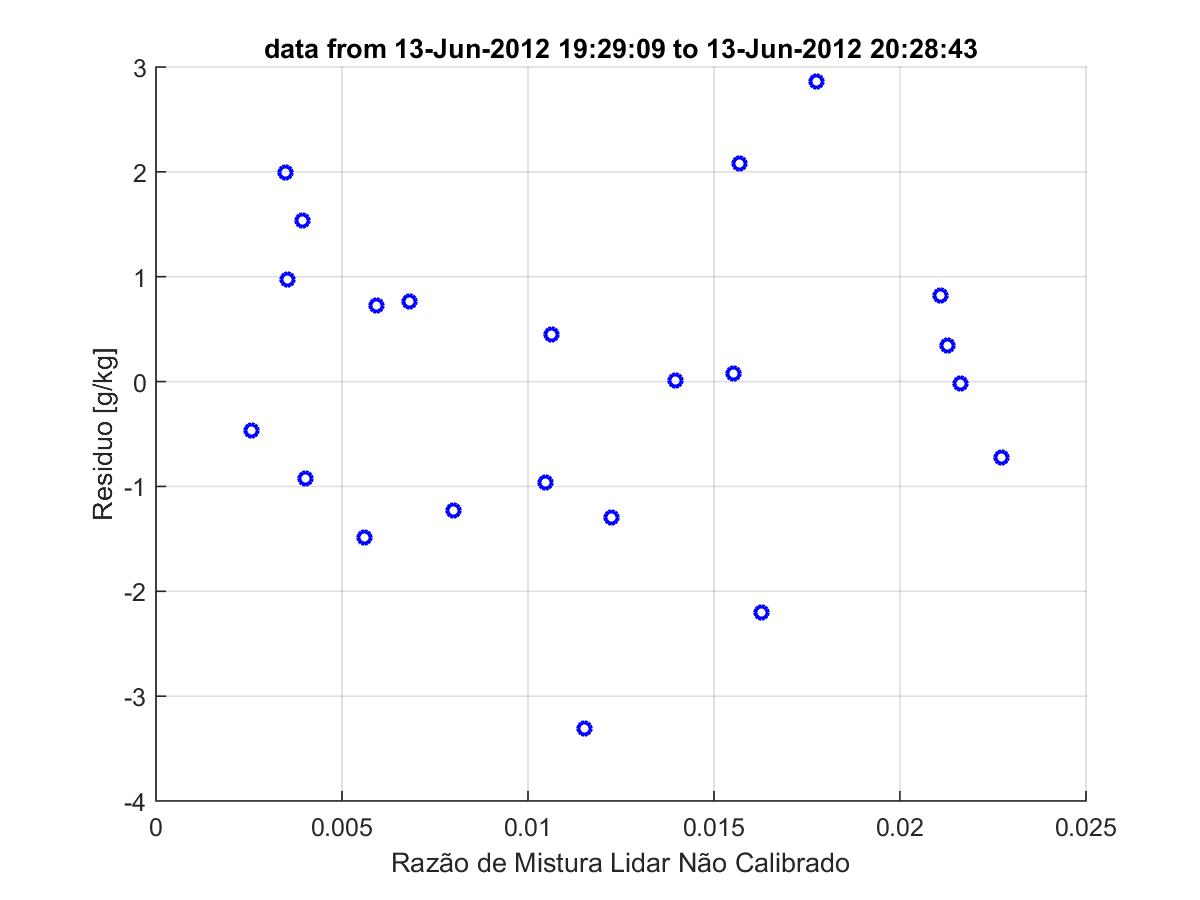 data from 13-Jun-2012 19:29:09 to 13-Jun-2012 20:28:43
3
2
1
0
-1
-2
-3
-4
Residuo [g/kg]
0 0.005 0.01 0.015 0.02 0.025
Razão de Mistura Lidar Não Calibrado